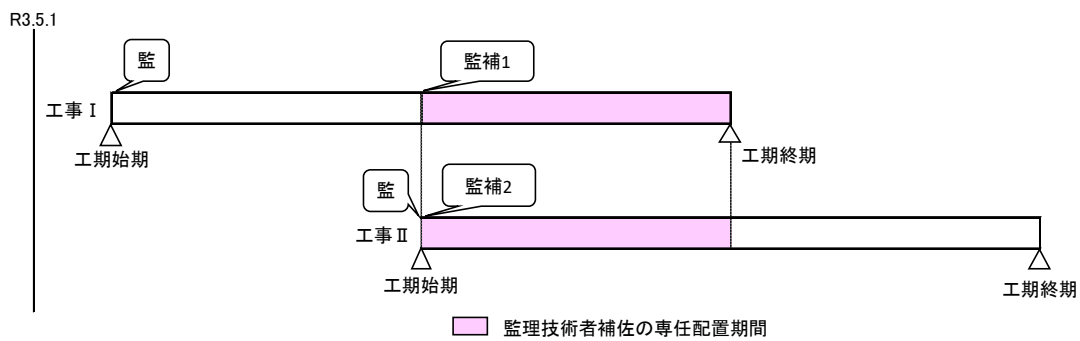 R3.5.1
監
監補1
工事Ⅰ
工期始期
工期終期
監
監補2
工事Ⅱ
工期始期
工期終期
監理技術者補佐の専任配置期間